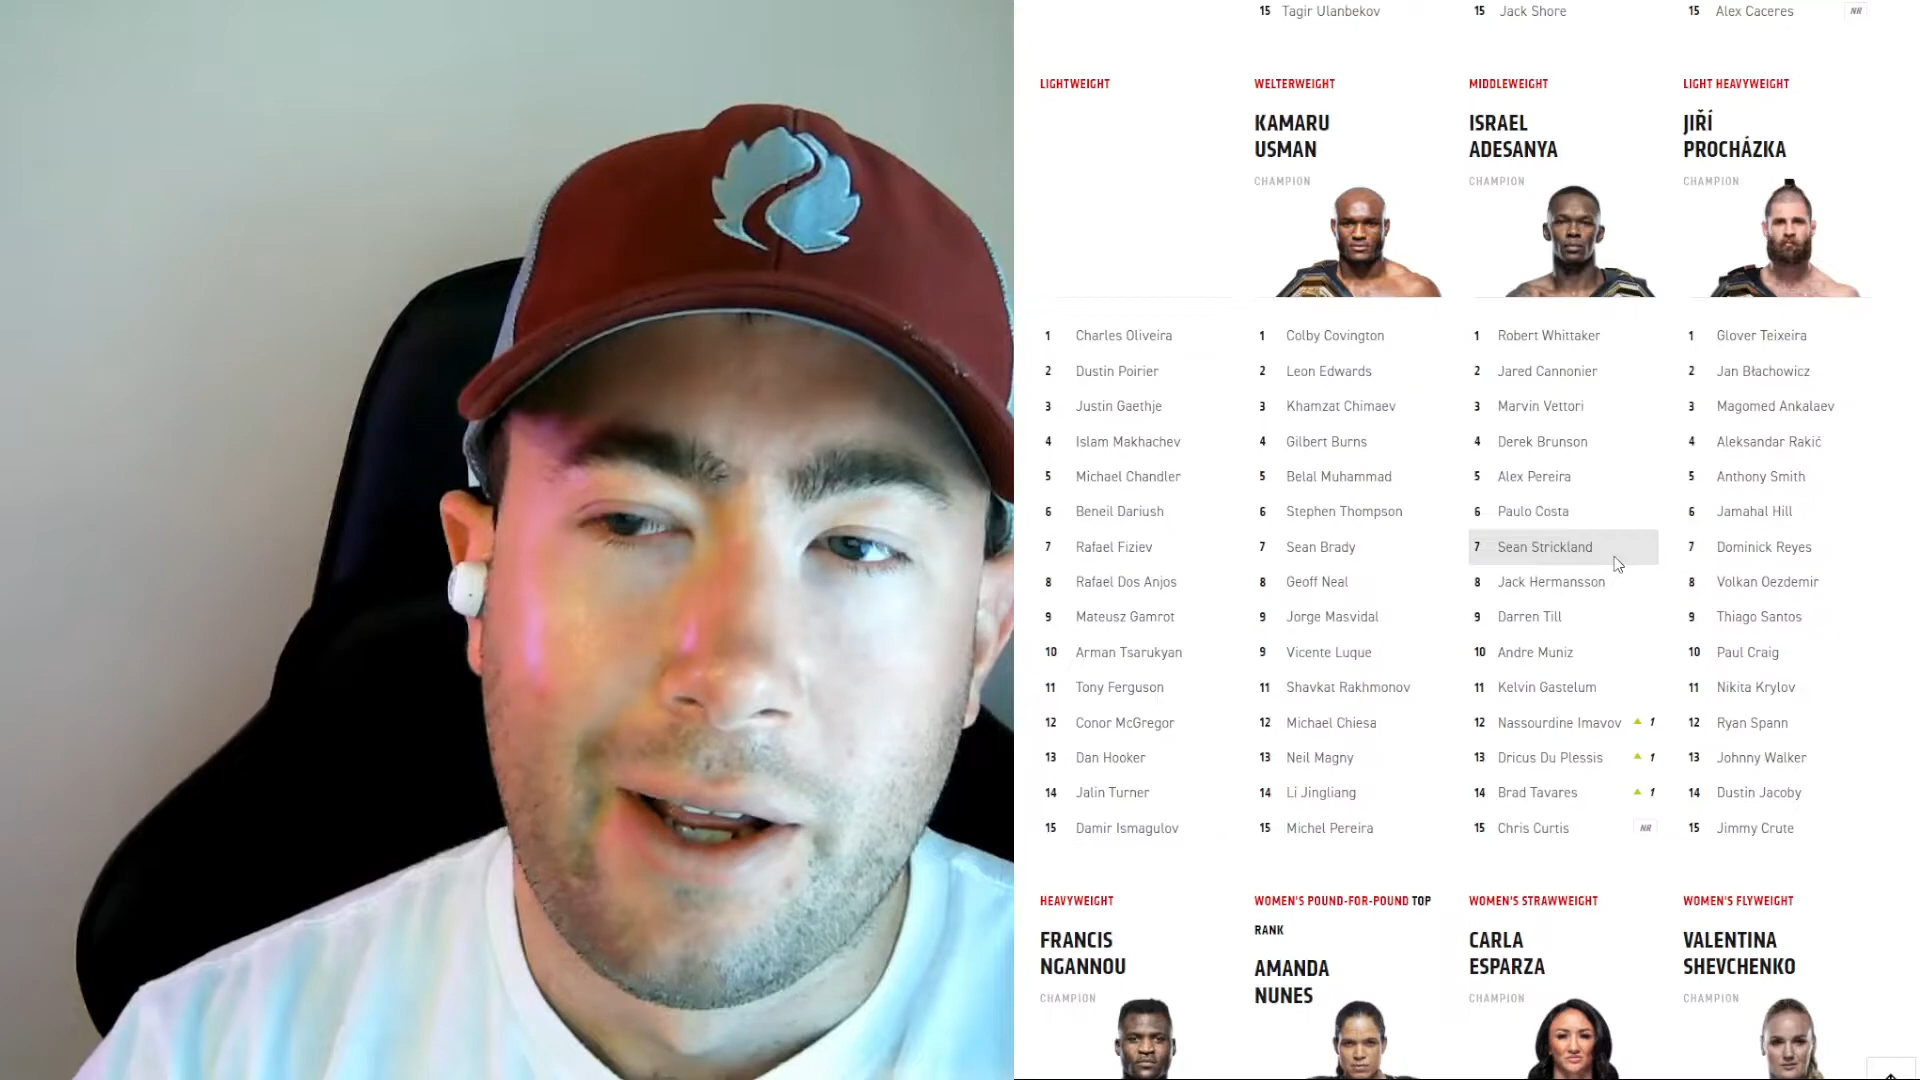 15 Tagir Ulanbekov
15 Jack Shore
15 Alex Caceres NR
LIGHTWEIGHT
1 Charles Oliveira
2 Dustin Poirier
3 Justin Gaethje
4 Islam Makhachev
5 Michael Chandler
6 Beneil Dariush
7 Rafael Fiziev
8 Rafael Dos Anjos
9 Mateusz Gamrot
10 Arman Tsarukyan
11 Tony Ferguson
12 Conor McGregor
13 Dan Hooker
14 Jalin Turner
15 Damir Ismagulov
WELTERWEIGHT
KAMARU
USMAN
CHAMPION
1 Colby Covington
2 Leon Edwards
3 Khamzat Chimaev
4 Gilbert Burns
5 Belal Muhammad
6 Stephen Thompson
7 Sean Brady
8 Geoff Neal
9 Jorge Masvidal
9 Vicente Luque
11 Shavkat Rakhmonov
12 Michael Chiesa
13 Neil Magny
14 Li Jingliang
15 Michel Pereira
MIDDLEWEIGHT
ISRAEL
ADESANYA
CHAMPION
1 Robert Whittaker
2 Jared Cannonier
3 Marvin Vettori
4 Derek Brunson
5 Alex Pereira
6 Paulo Costa
7 Sean Strickland
8 Jack Hermansson
9 Darren Till
10 Andre Muniz
11 Kelvin Gastelum
12 Nassourdine Imavov 1
13 Dricus Du Plessis 1
14 Brad Tavares 1
15 Chris Curtis NR
LIGHT HEAVYWEIGHT
JIŘÍ
PROCHÁZKA
CHAMPION
1 Glover Teixeira
2 Jan Błachowicz
3 Magomed Ankalaev
4 Aleksandar Rakić
5 Anthony Smith
6 Jamahal Hill
7 Dominick Reyes
8 Volkan Oezdemir
9 Thiago Santos
10 Paul Craig
11 Nikita Krylov
12 Ryan Spann
13 Johnny Walker
14 Dustin Jacoby
15 Jimmy Crute
HEAVYWEIGHT
FRANCIS
NGANNOU
CHAMPION
WOMEN'S POUND-FOR-POUND TOP
RANK
AMANDA
NUNES
WOMEN'S STRAWWEIGHT
CARLA
ESPARZA
CHAMPION
WOMEN'S FLYWEIGHT
VALENTINA
SHEVCHENKO
CHAMPION